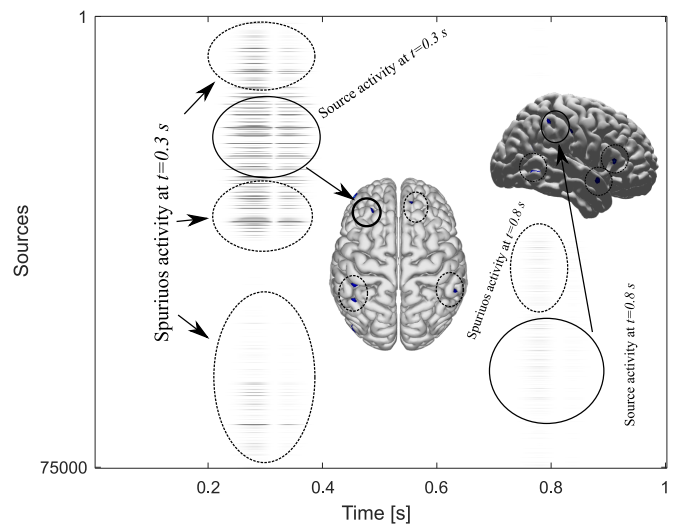 1
Source activity at t=0.3 s
Spuriuos activity at t=0.3 s
Spuriuos activity at t=0.8 s
Source activity at t=0.8 s
Sources
75000
0.2 0.4 0.6 0.8 1
Time [s]